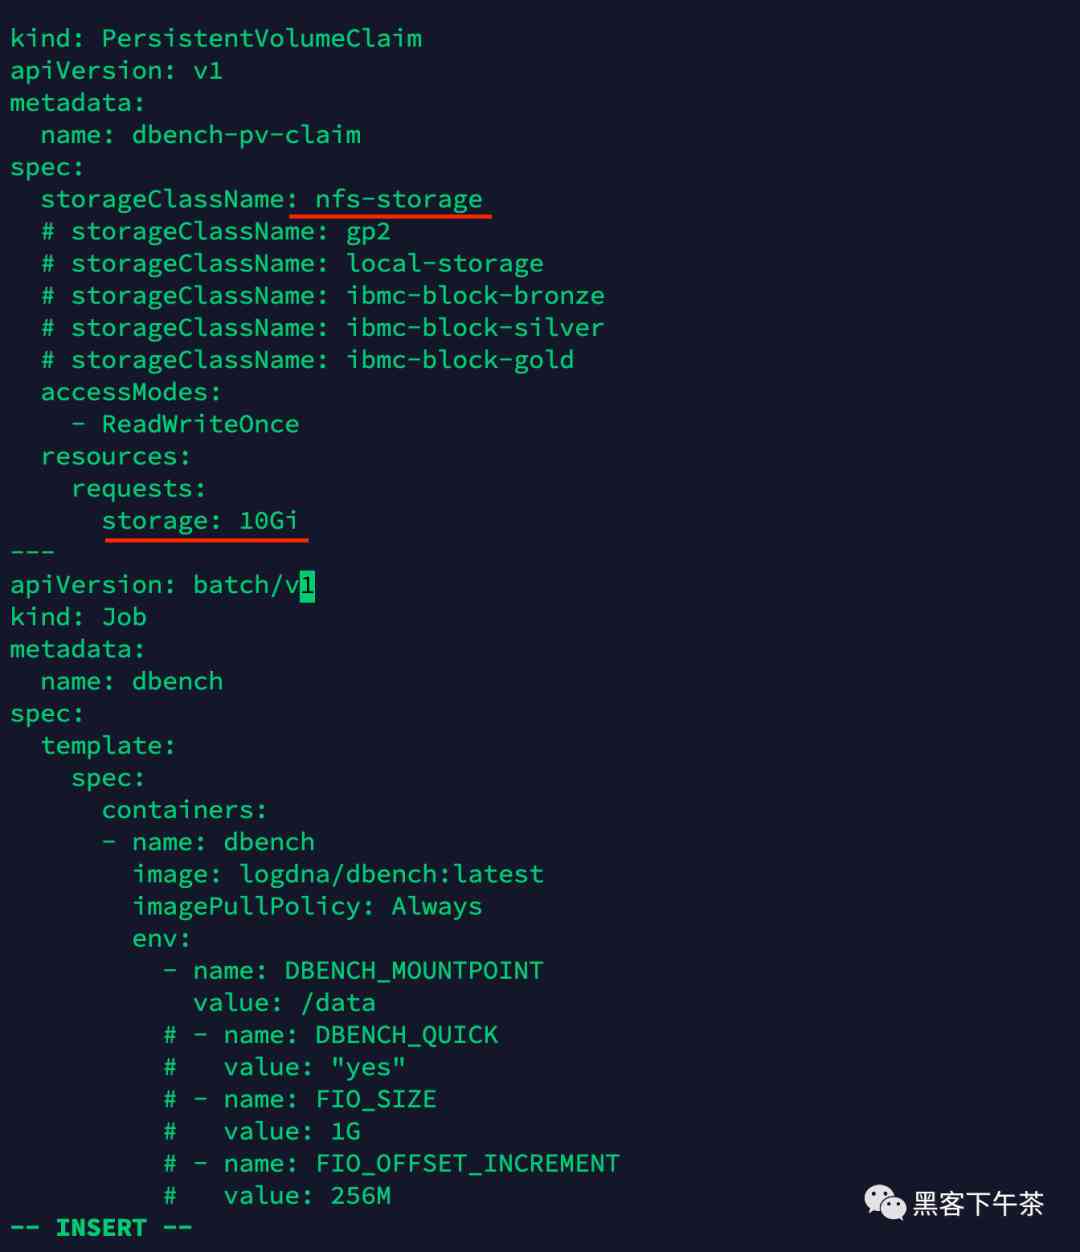 kind: PersistentVolumeClaim
apiVersion: v1
metadata:
  name: dbench-pv-claim
spec:
  storageClassName: nfs-storage
  # storageClassName: gp2
  # storageClassName: local-storage
  # storageClassName: ibmc-block-bronze
  # storageClassName: ibmc-block-silver
  # storageClassName: ibmc-block-gold
  accessModes:
    - ReadWriteOnce
  resources:
    requests:
      storage: 10Gi
---
apiVersion: batch/v1
kind: Job
metadata:
  name: dbench
spec:
  template:
    spec:
      containers:
      - name: dbench
        image: logdna/dbench:latest
        imagePullPolicy: Always
        env:
          - name: DBENCH_MOUNTPOINT
            value: /data
          # - name: DBENCH_QUICK
          #   value: "yes"
          # - name: FIO_SIZE
          #   value: 1G
          # - name: FIO_OFFSET_INCREMENT
          #   value: 256M
-- INSERT --
黑客下午茶